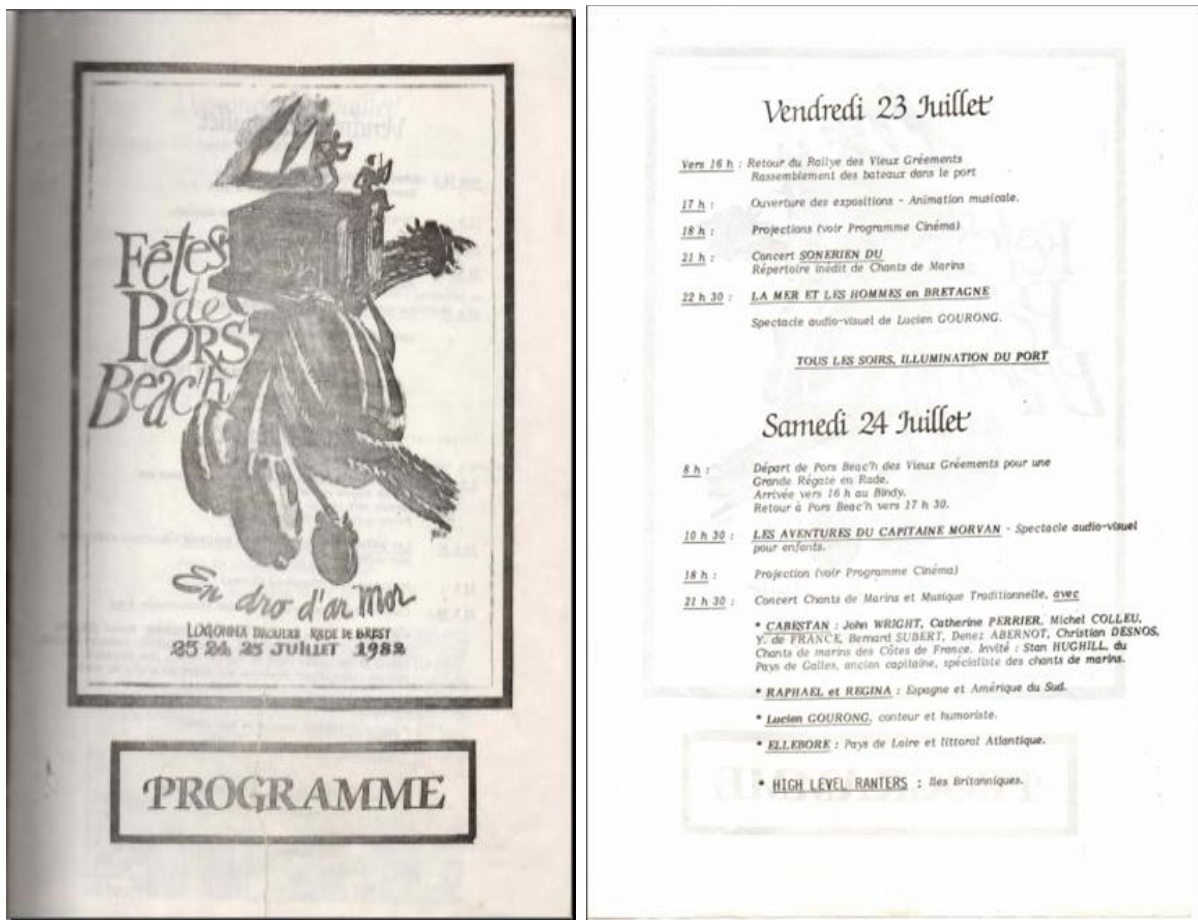 Fêtes
de
PORS
Beac'h
En dro d'ar Mor
LOGONNA DAOULAS RADE DE BREST
23 24 25 JUILLET 1982
PROGRAMME
Vendredi 23 Juillet
Vers 16 h : Retour du Rallye des Vieux Gréements
Rassemblement des bateaux dans le port
17 h : Ouverture des expositions - Animation musicale.
18 h : Projections (voir Programme Cinéma)
21 h : Concert SONERIEN DU
Répertoire inédit de Chants de Marins
22 h 30 : LA MER ET LES HOMMES en BRETAGNE
Spectacle audio-visuel de Lucien GOURONG.
TOUS LES SOIRS, ILLUMINATION DU PORT
Samedi 24 Juillet
8 h : Départ de Pors Beac'h des Vieux Gréements pour une
Grande Régate en Rade.
Arrivée vers 16 h au Bindy.
Retour à Pors Beac'h vers 17 h 30.
10 h 30 : LES AVENTURES DU CAPITAINE MORVAN - Spectacle audio-visuel
pour enfants.
18 h : Projection (voir Programme Cinéma)
21 h 30 : Concert Chants de Marins et Musique Traditionnelle, avec
* CABESTAN : John WRIGHT, Catherine PERRIER, Michel COLLEU,
Y. de FRANCE, Bernard SUBERT, Denez ABERNOT, Christian DESNOS,
Chants de marins des Côtes de France. Invité : Stan HUGHILL, du
Pays de Galles, ancien capitaine, spécialiste des chants de marins.
* RAPHAEL et REGINA : Espagne et Amérique du Sud.
* Lucien GOURONG, conteur et humoriste.
* ELLEBORE : Pays de Loire et littoral Atlantique.
* HIGH LEVEL RANTERS : Iles Britanniques.